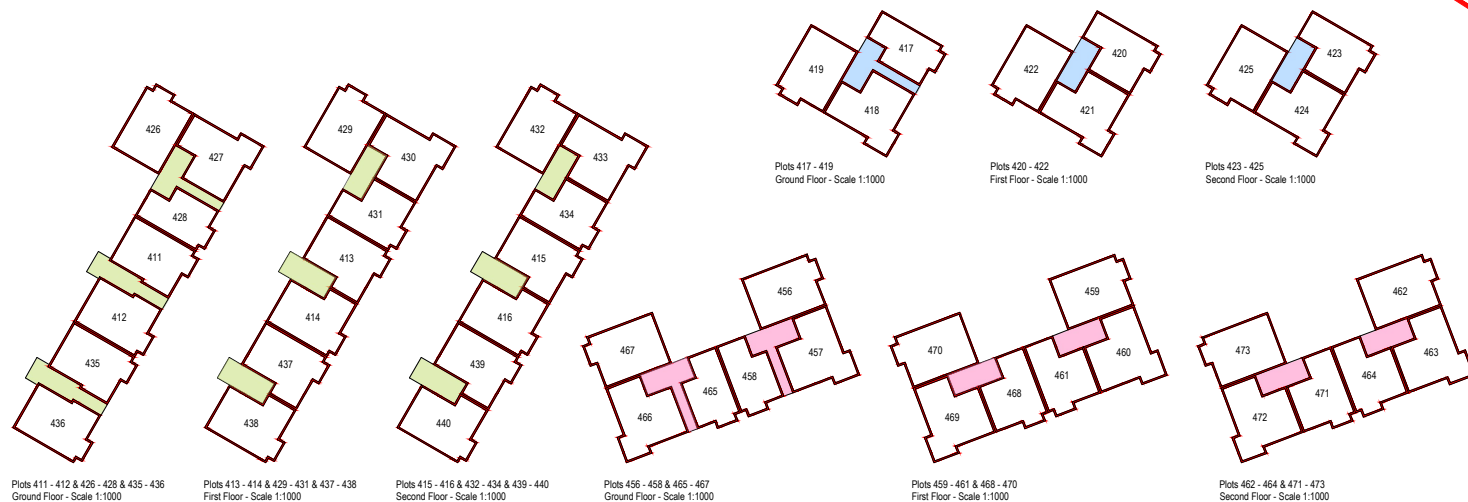 417
419
418
Plots 417 - 419
Ground Floor - Scale 1:1000
420
422
421
Plots 420 - 422
First Floor - Scale 1:1000
423
425
424
Plots 423 - 425
Second Floor - Scale 1:1000
426
427
428
411
412
435
436
Plots 411 - 412 & 426 - 428 & 435 - 436
Ground Floor - Scale 1:1000
429
430
431
413
414
437
438
Plots 413 - 414 & 429 - 431 & 437 - 438
First Floor - Scale 1:1000
432
433
434
415
416
439
440
Plots 415 - 416 & 432 - 434 & 439 - 440
Second Floor - Scale 1:1000
456
467
457
458
465
466
Plots 456 - 458 & 465 - 467
Ground Floor - Scale 1:1000
459
470
460
461
468
469
Plots 459 - 461 & 468 - 470
First Floor - Scale 1:1000
462
473
463
464
471
472
Plots 462 - 464 & 471 - 473
Second Floor - Scale 1:1000